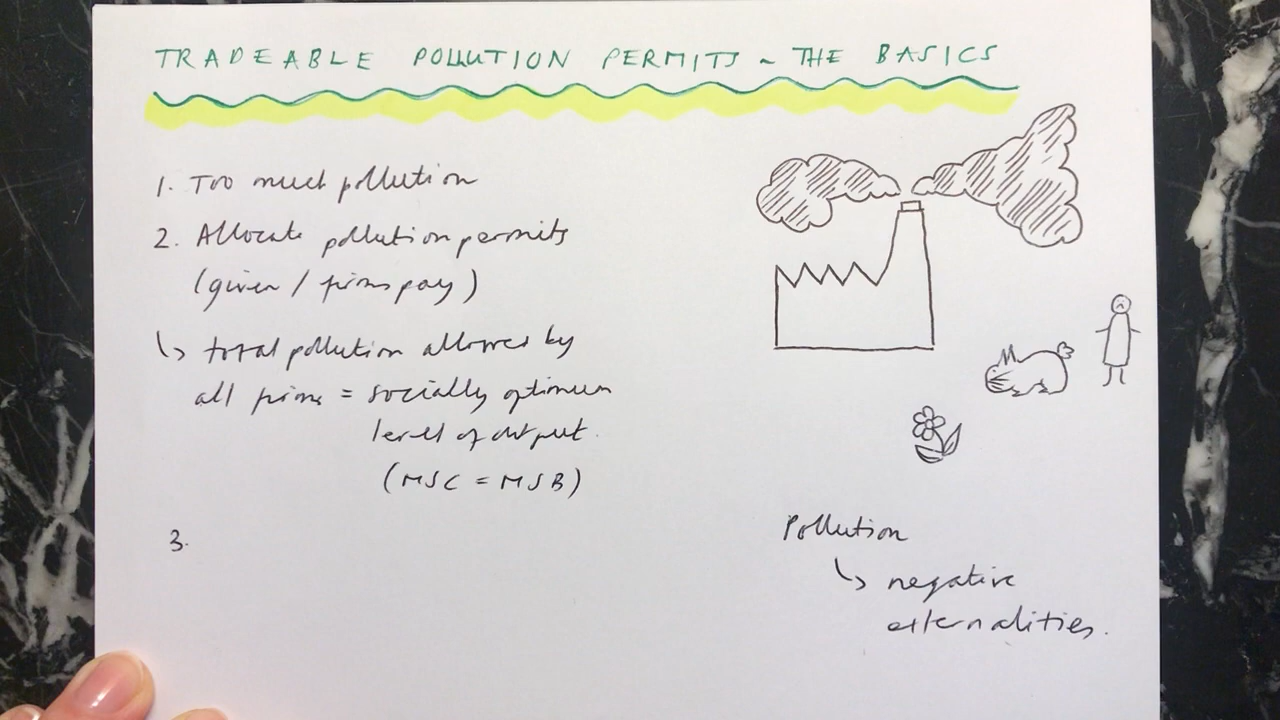 TRADEABLE POLLUTION PERMITS ~ THE BASICS
1. Too much pollution
2. Allocate pollution permits
(given / firms pay)
↳ total pollution allowed by
all firms = socially optimum
level of output.
(MSC = MSB)
3.
Pollution
↳ negative
externalities.